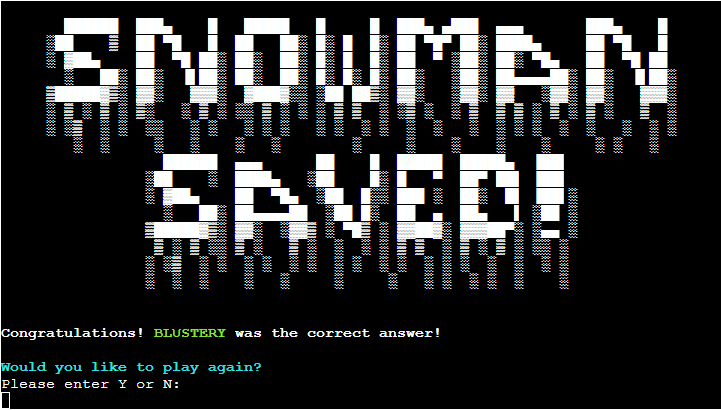 SNOWMAN
SAVED!
Congratulations! BLUSTERY was the correct answer!
Would you like to play again?
Please enter Y or N: